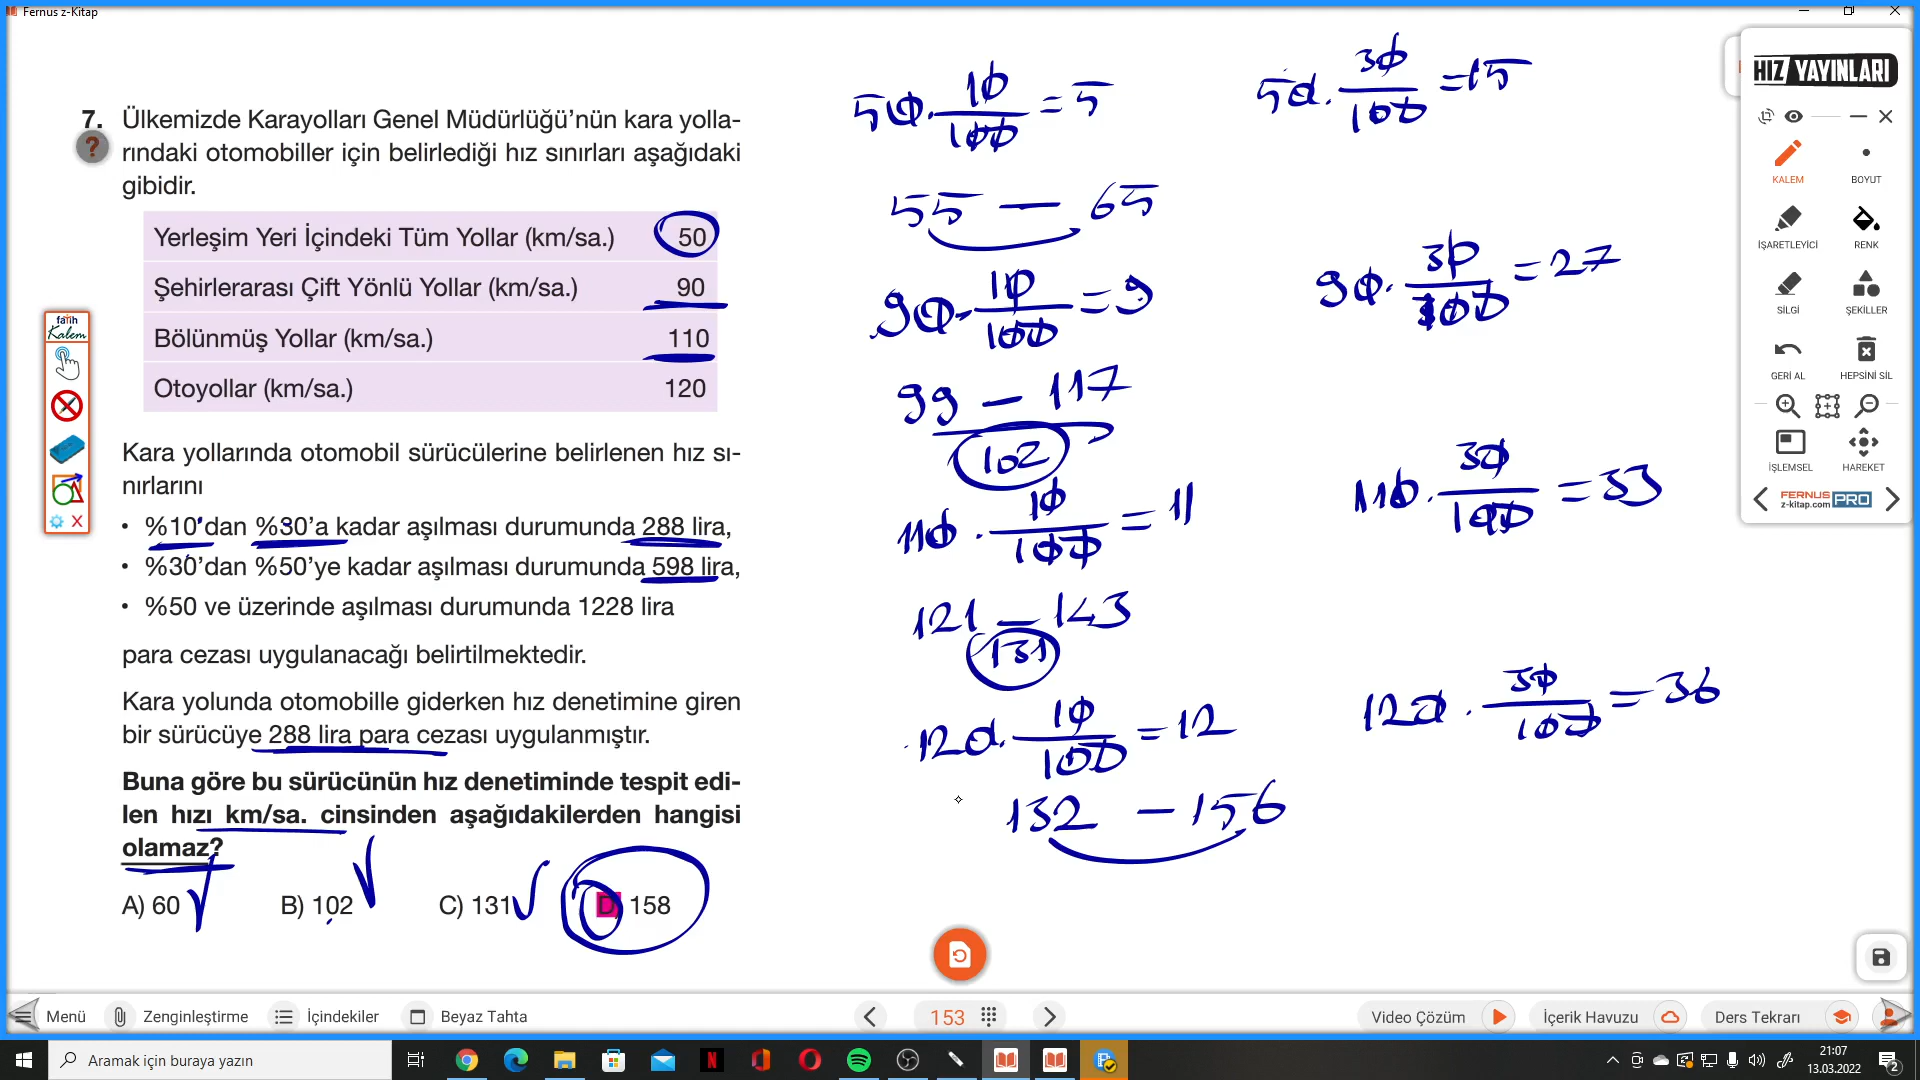 Fernus z-Kitap
7. Ülkemizde Karayolları Genel Müdürlüğü'nün kara yolla-
rındaki otomobiller için belirlediği hız sınırları aşağıdaki
gibidir.
Yerleşim Yeri İçindeki Tüm Yollar (km/sa.) 50
Şehirlerarası Çift Yönlü Yollar (km/sa.) 90
Bölünmüş Yollar (km/sa.) 110
Otoyollar (km/sa.) 120
Kara yollarında otomobil sürücülerine belirlenen hız sı-
nırlarını
• %10'dan %30'a kadar aşılması durumunda 288 lira,
• %30'dan %50'ye kadar aşılması durumunda 598 lira,
• %50 ve üzerinde aşılması durumunda 1228 lira
para cezası uygulanacağı belirtilmektedir.
Kara yolunda otomobille giderken hız denetimine giren
bir sürücüye 288 lira para cezası uygulanmıştır.
Buna göre bu sürücünün hız denetiminde tespit edi-
len hızı km/sa. cinsinden aşağıdakilerden hangisi
olamaz?
A) 60 B) 102 C) 131 D) 158
50 · 10/100 = 5
50 · 30/100 = 15
55 — 65
90 · 10/100 = 9
90 · 30/100 = 27
99 — 117
102
110 · 10/100 = 11
110 · 30/100 = 33
121 — 143
131
120 · 10/100 = 12
120 · 30/100 = 36
132 — 156
fatih
Kalem
HIZ YAYINLARI
KALEM BOYUT
İŞARETLEYİCİ RENK
SİLGİ ŞEKİLLER
GERİ AL HEPSİNİ SİL
İŞLEMSEL HAREKET
FERNUS PRO
z-kitap.com
Menü Zenginleştirme İçindekiler Beyaz Tahta 153 Video Çözüm İçerik Havuzu Ders Tekrarı
Aramak için buraya yazın
21:07
13.03.2022
2